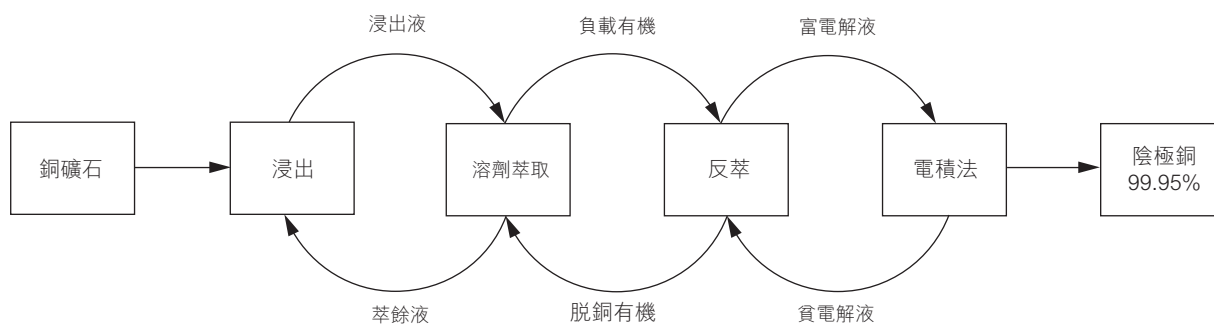 浸出液
負載有機
富電解液
銅礦石
浸出
溶劑萃取
反萃
電積法
陰極銅
99.95%
萃餘液
脱銅有機
貧電解液